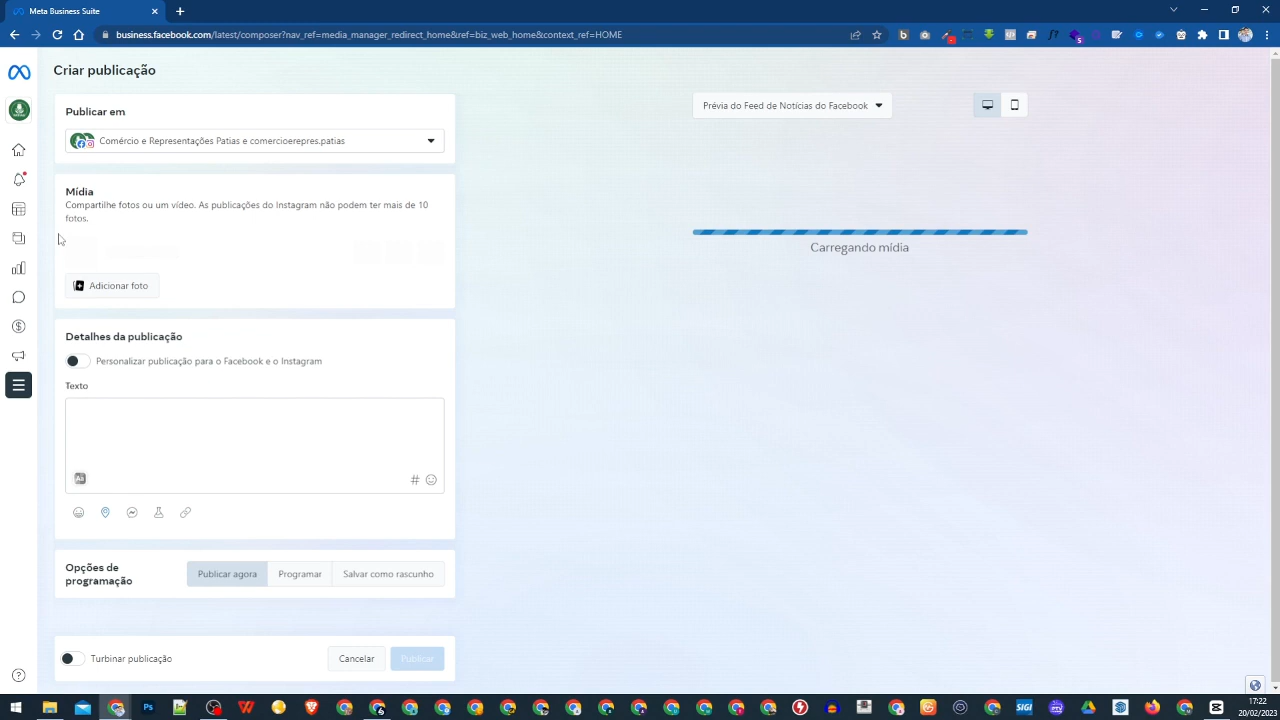 Meta Business Suite
business.facebook.com/latest/composer?nav_ref=media_manager_redirect_home&ref=biz_web_home&context_ref=HOME
Criar publicação
Publicar em
Comércio e Representações Patias e comercioerepres.patias
Prévia do Feed de Notícias do Facebook
Mídia
Compartilhe fotos ou um vídeo. As publicações do Instagram não podem ter mais de 10
fotos.
Carregando mídia
Adicionar foto
Detalhes da publicação
Personalizar publicação para o Facebook e o Instagram
Texto
#
Opções de
programação
Publicar agora
Programar
Salvar como rascunho
Turbinar publicação
Cancelar
Publicar
17:22
20/02/2023